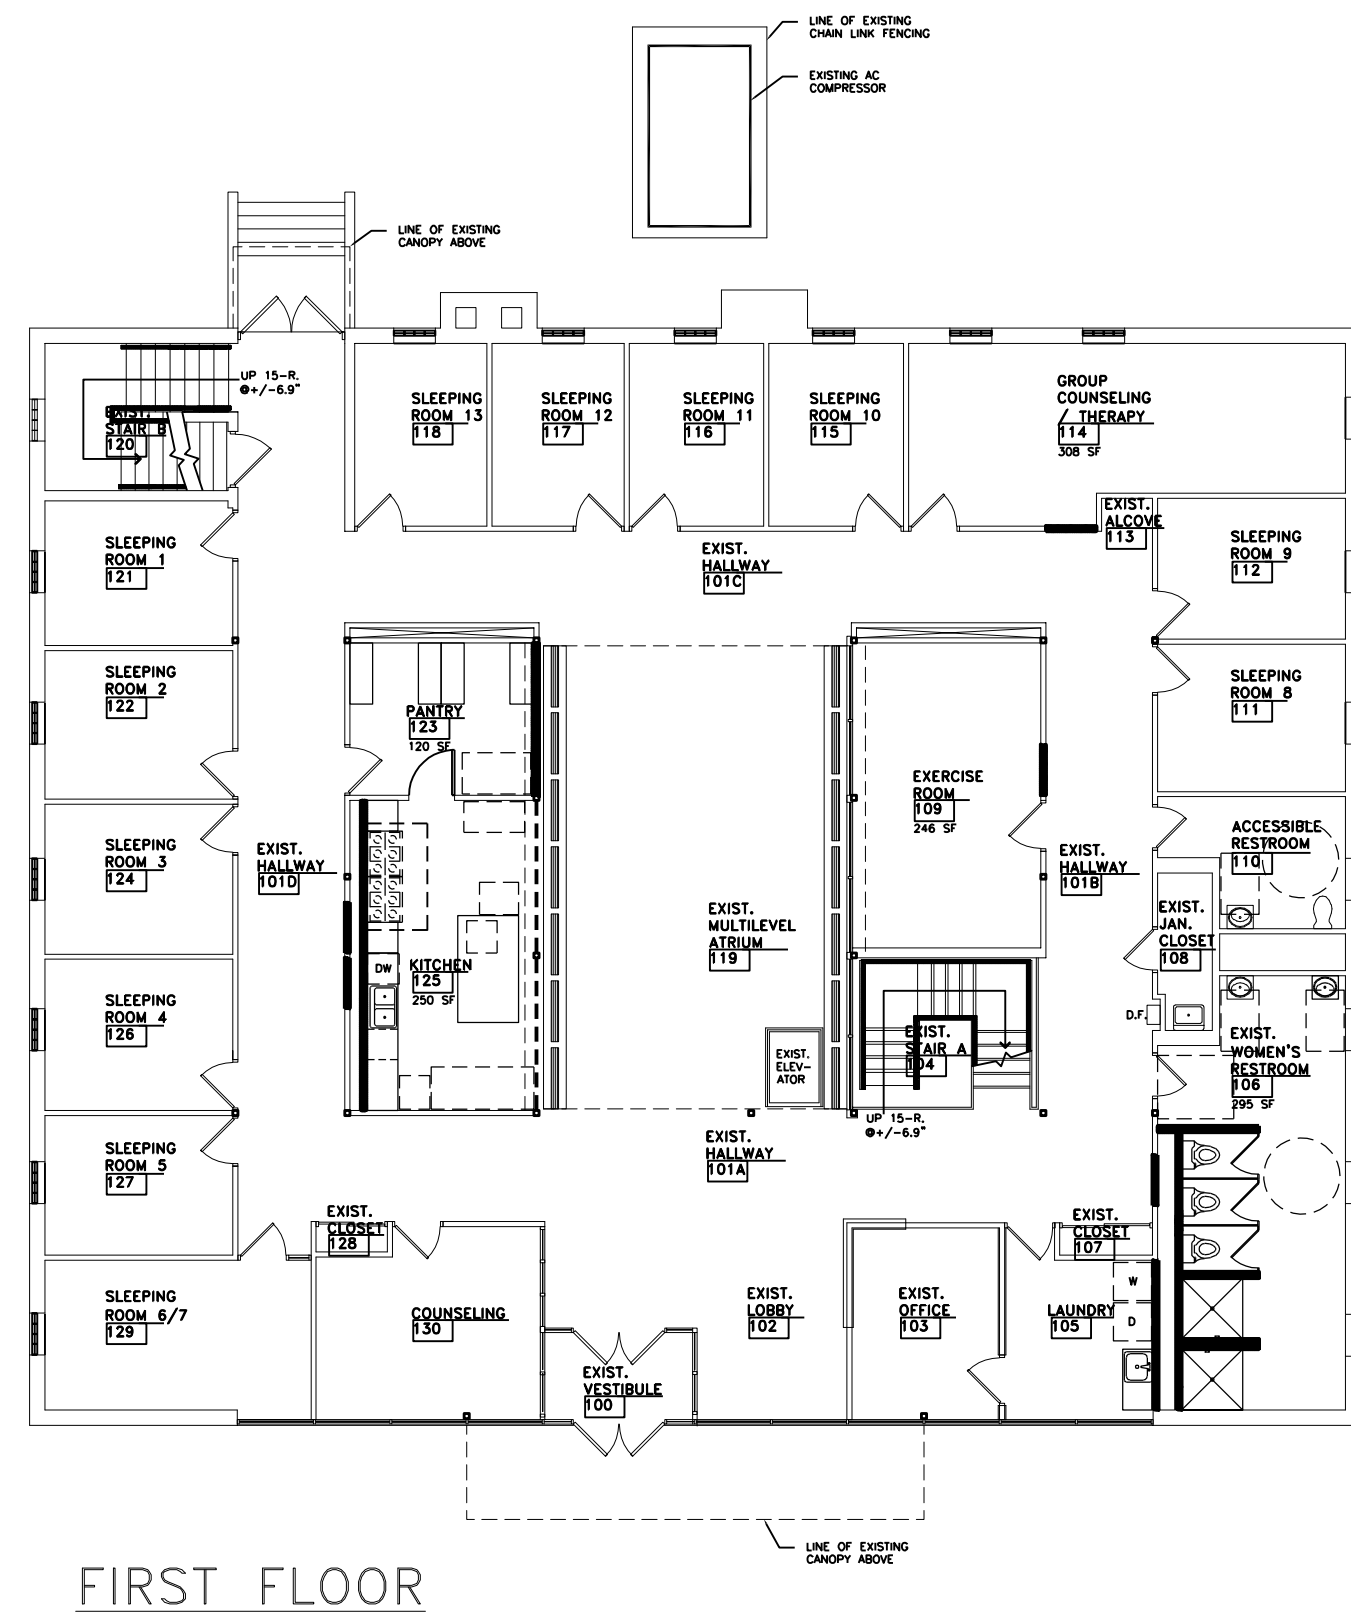 LINE OF EXISTING
CHAIN LINK FENCING
EXISTING AC
COMPRESSOR
LINE OF EXISTING
CANOPY ABOVE
UP 15-R.
@+/-6.9"
EXIST.
STAIR B
120
SLEEPING
ROOM 13
118
SLEEPING
ROOM 12
117
SLEEPING
ROOM 11
116
SLEEPING
ROOM 10
115
GROUP
COUNSELING
/ THERAPY
114
308 SF
EXIST.
ALCOVE
113
SLEEPING
ROOM 1
121
EXIST.
HALLWAY
101C
SLEEPING
ROOM 9
112
SLEEPING
ROOM 2
122
PANTRY
123
120 SF
SLEEPING
ROOM 8
111
EXERCISE
ROOM
109
246 SF
SLEEPING
ROOM 3
124
EXIST.
HALLWAY
101D
EXIST.
HALLWAY
101B
ACCESSIBLE
RESTROOM
110
EXIST.
MULTILEVEL
ATRIUM
119
EXIST.
JAN.
CLOSET
108
DW
KITCHEN
125
250 SF
SLEEPING
ROOM 4
126
D.F.
EXIST.
ELEV-
ATOR
EXIST.
STAIR A
104
EXIST.
WOMEN'S
RESTROOM
106
295 SF
UP 15-R.
@+/-6.9"
SLEEPING
ROOM 5
127
EXIST.
HALLWAY
101A
EXIST.
CLOSET
128
EXIST.
CLOSET
107
SLEEPING
ROOM 6/7
129
COUNSELING
130
EXIST.
LOBBY
102
EXIST.
OFFICE
103
LAUNDRY
105
W
D
EXIST.
VESTIBULE
100
LINE OF EXISTING
CANOPY ABOVE
FIRST FLOOR